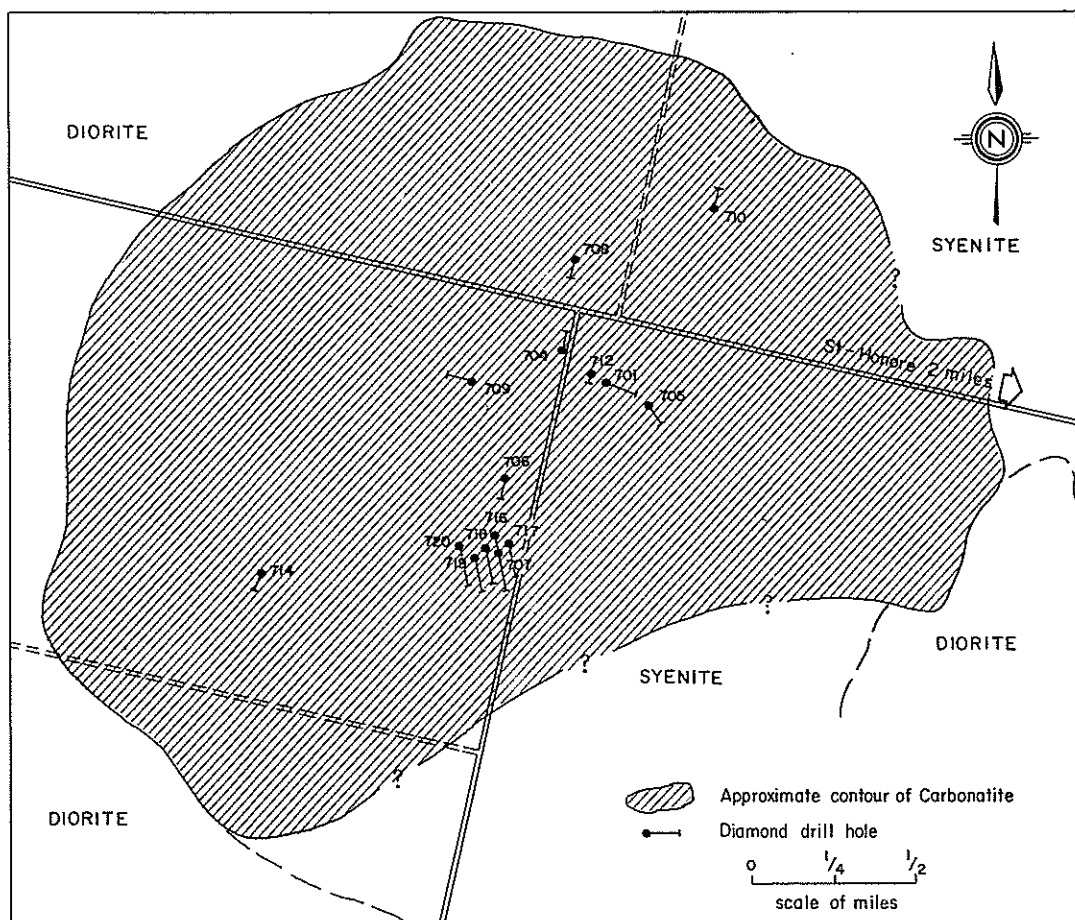 DIORITE
N
710
SYENITE
708
?
704
712
701
St-Honore 2 miles
709
705
706
715
717
720
718
719
707
714
?
DIORITE
?
SYENITE
?
DIORITE
Approximate contour of Carbonatite
Diamond drill hole
0 1/4 1/2
scale of miles